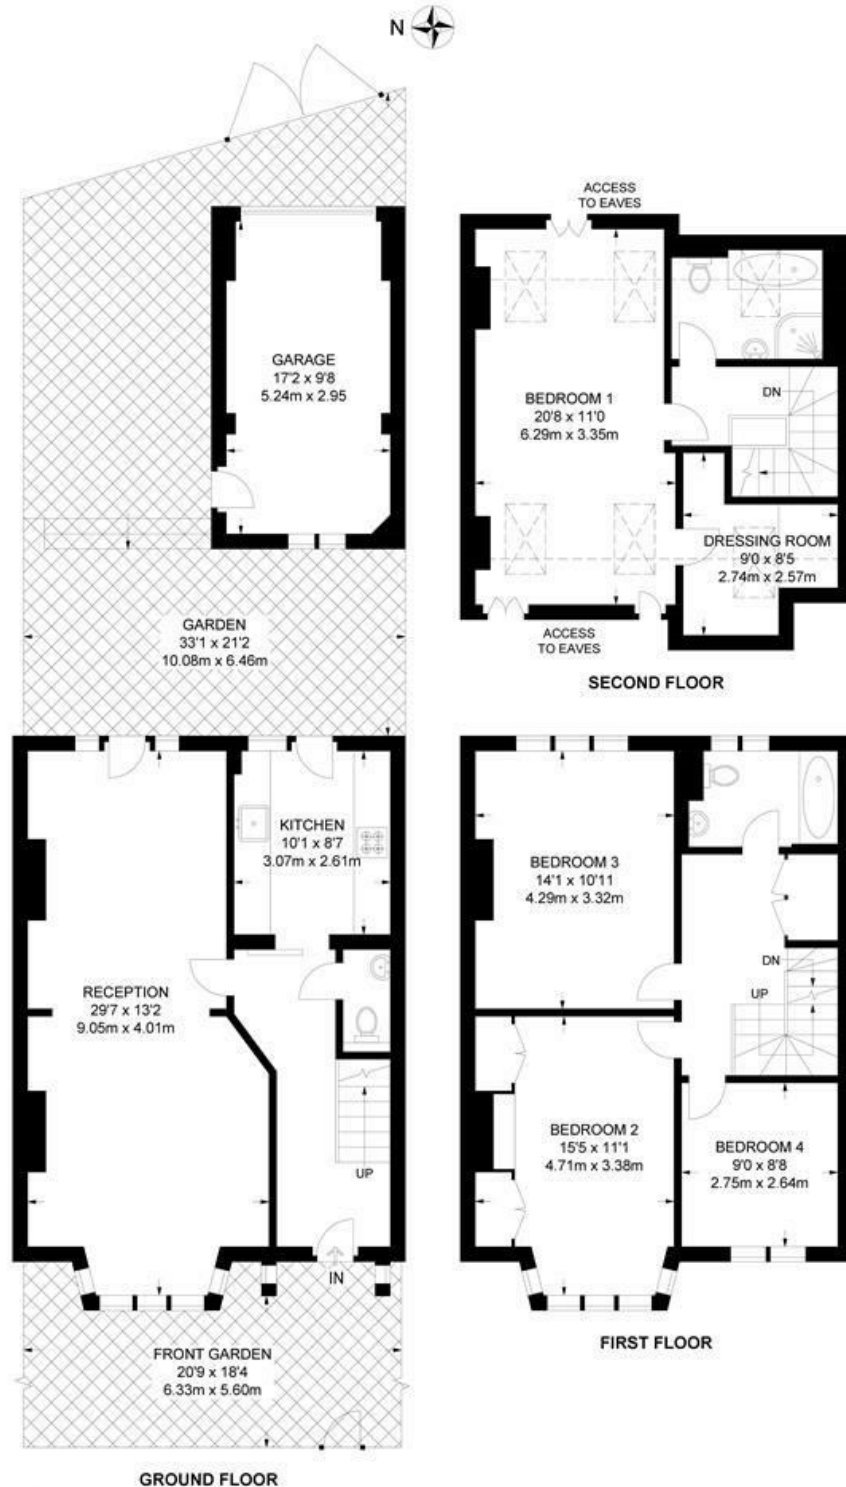 N
GARAGE
17'2 x 9'8
5.24m x 2.95
GARDEN
33'1 x 21'2
10.08m x 6.46m
KITCHEN
10'1 x 8'7
3.07m x 2.61m
RECEPTION
29'7 x 13'2
9.05m x 4.01m
UP
IN
FRONT GARDEN
20'9 x 18'4
6.33m x 5.60m
GROUND FLOOR
ACCESS
TO EAVES
BEDROOM 1
20'8 x 11'0
6.29m x 3.35m
DN
DRESSING ROOM
9'0 x 8'5
2.74m x 2.57m
ACCESS
TO EAVES
SECOND FLOOR
BEDROOM 3
14'1 x 10'11
4.29m x 3.32m
DN
UP
BEDROOM 2
15'5 x 11'1
4.71m x 3.38m
BEDROOM 4
9'0 x 8'8
2.75m x 2.64m
FIRST FLOOR